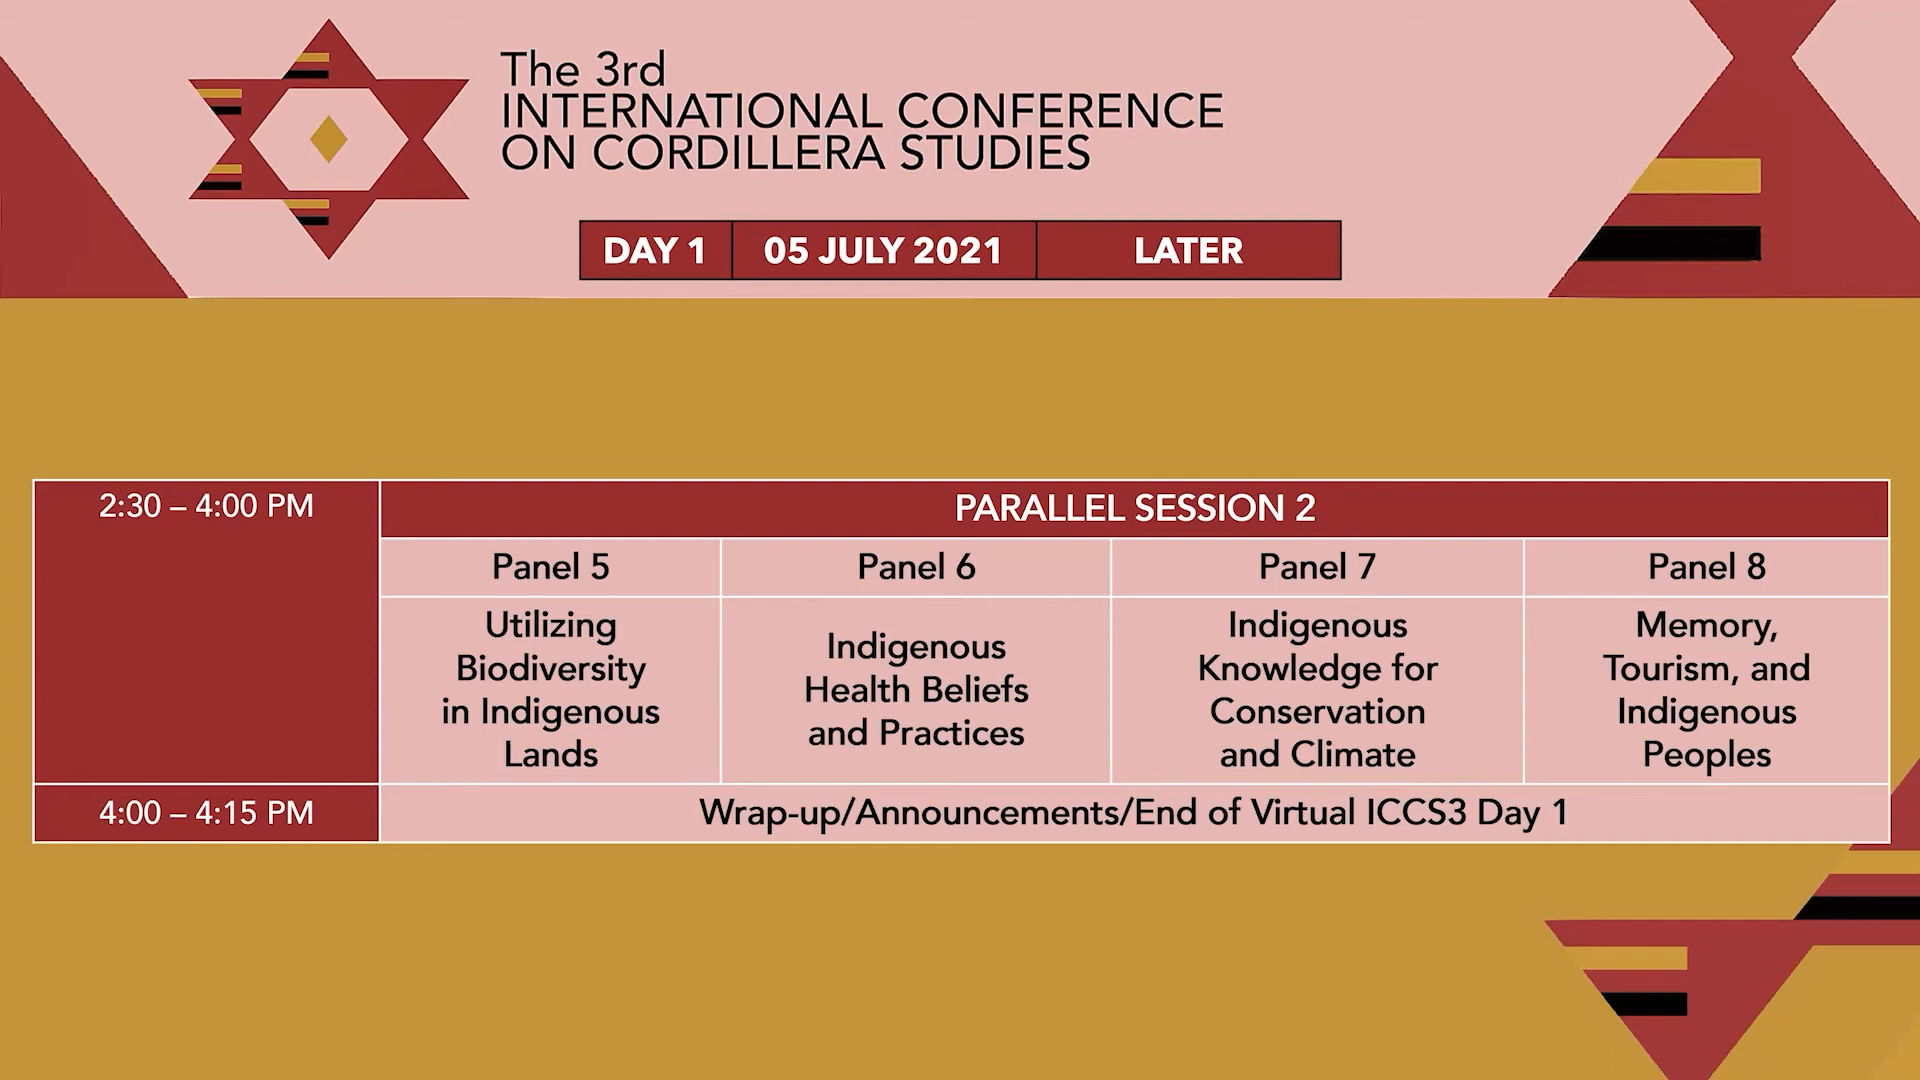 The 3rd
INTERNATIONAL CONFERENCE
ON CORDILLERA STUDIES
DAY 1 05 JULY 2021 LATER
2:30 – 4:00 PM
PARALLEL SESSION 2
Panel 5
Utilizing
Biodiversity
in Indigenous
Lands
Panel 6
Indigenous
Health Beliefs
and Practices
Panel 7
Indigenous
Knowledge for
Conservation
and Climate
Panel 8
Memory,
Tourism, and
Indigenous
Peoples
4:00 – 4:15 PM
Wrap-up/Announcements/End of Virtual ICCS3 Day 1